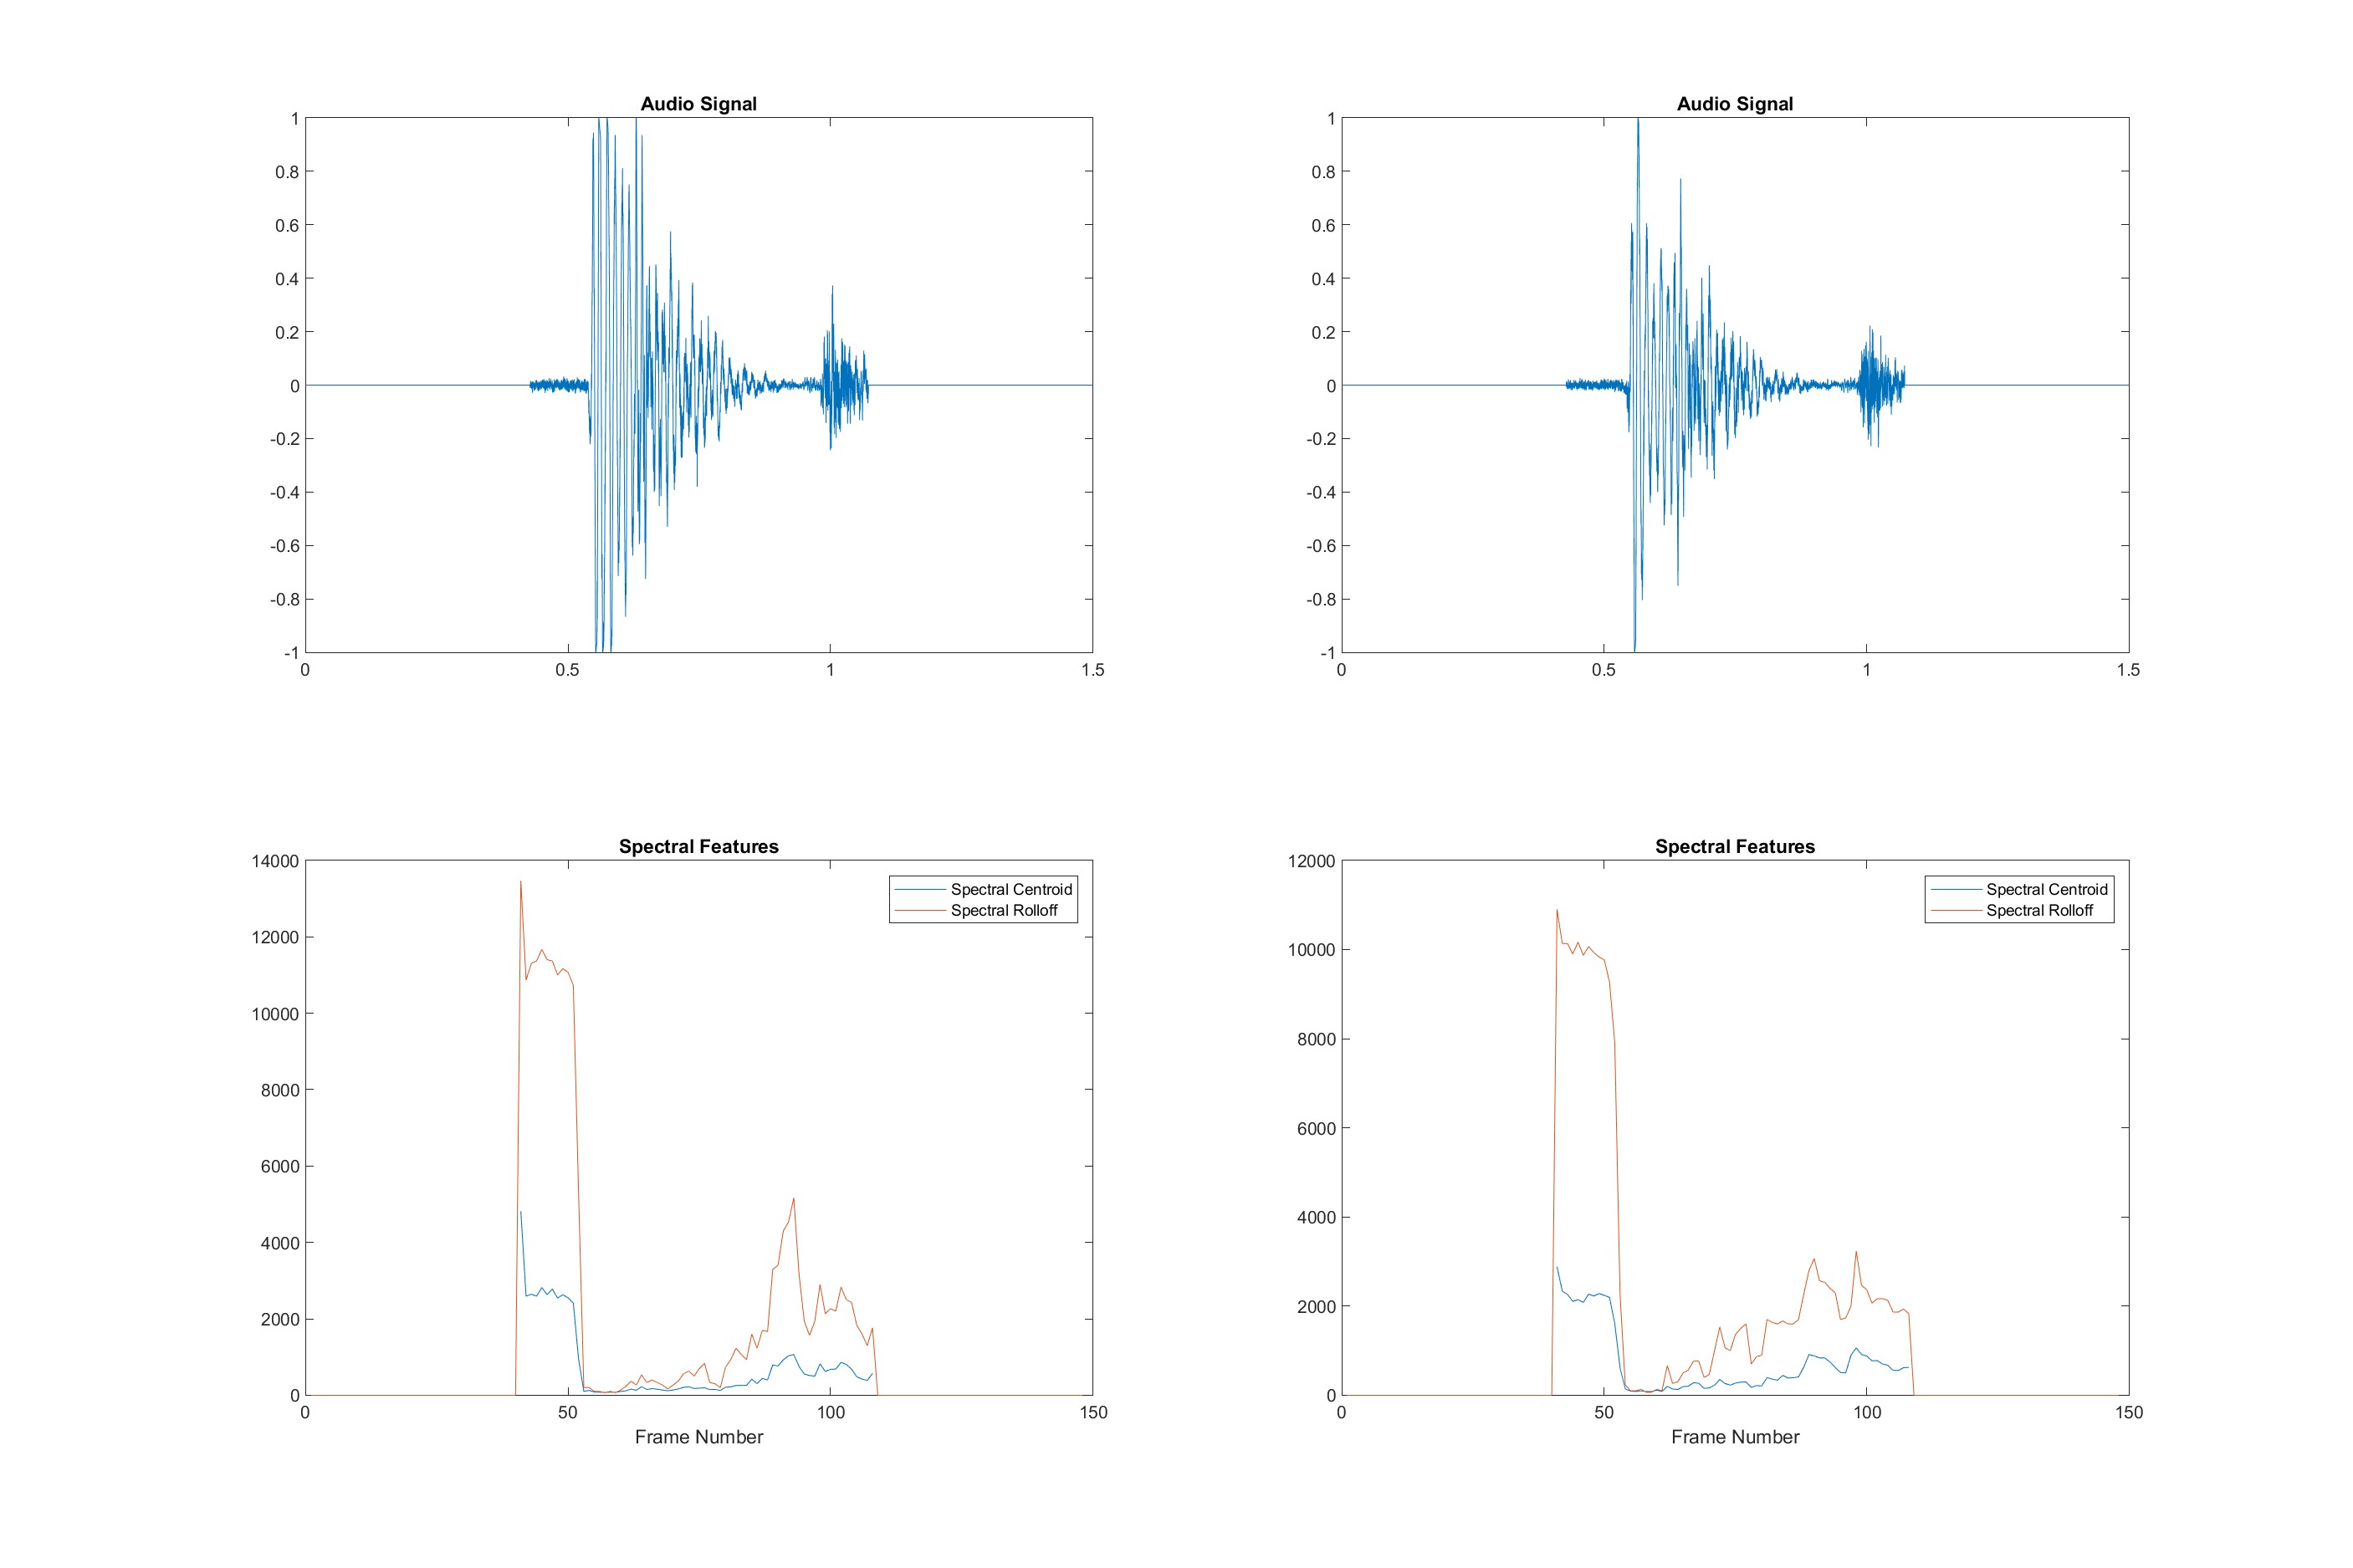 Audio Signal
1
0.8
0.6
0.4
0.2
0
-0.2
-0.4
-0.6
-0.8
-1
0 0.5 1 1.5
Audio Signal
1
0.8
0.6
0.4
0.2
0
-0.2
-0.4
-0.6
-0.8
-1
0 0.5 1 1.5
Spectral Features
14000
12000
10000
8000
6000
4000
2000
0
Spectral Centroid
Spectral Rolloff
0 50 100 150
Frame Number
Spectral Features
12000
10000
8000
6000
4000
2000
0
Spectral Centroid
Spectral Rolloff
0 50 100 150
Frame Number